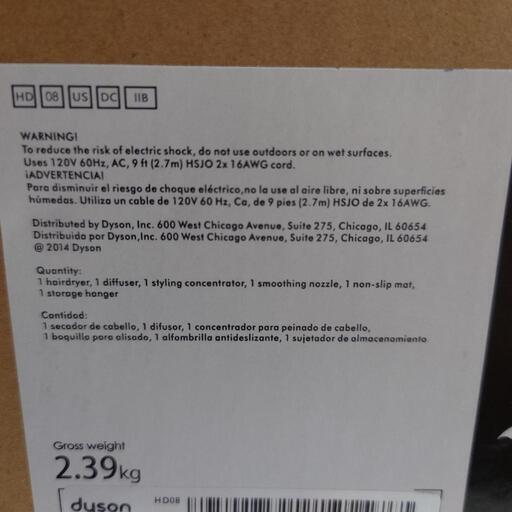 HD 08 US DC IIB
WARNING!
To reduce the risk of electric shock, do not use outdoors or on wet surfaces.
Uses 120V 60Hz, AC, 9 ft (2.7m) HSJO 2x 16AWG cord.
¡ADVERTENCIA!
Para disminuir el riesgo de choque eléctrico,no la use al aire libre, ni sobre superficies
húmedas. Utiliza un cable de 120V 60 Hz, Ca, de 9 pies (2.7m) HSJO de 2x 16AWG.
Distributed by Dyson, Inc. 600 West Chicago Avenue, Suite 275, Chicago, IL 60654
Distribuida por Dyson,Inc. 600 West Chicago Avenue, Suite 275, Chicago, IL 60654
@ 2014 Dyson
Quantity:
1 hairdryer, 1 diffuser, 1 styling concentrator, 1 smoothing nozzle, 1 non-slip mat,
1 storage hanger
Cantidad:
1 secador de cabello, 1 difusor, 1 concentrador para peinado de cabello,
1 boquilla para alisado, 1 alfombrilla antideslizante, 1 sujetador de almacenamiento
Gross weight
2.39kg
dyson HD08